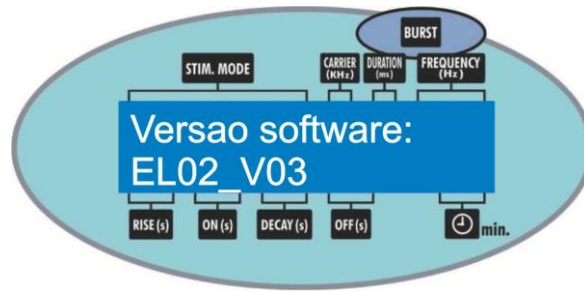 BURST
STIM. MODE
CARRIER
(KHz)
DURATION
(ms)
FREQUENCY
(Hz)
Versao software:
EL02_V03
RISE (s)
ON (s)
DECAY (s)
OFF (s)
min.